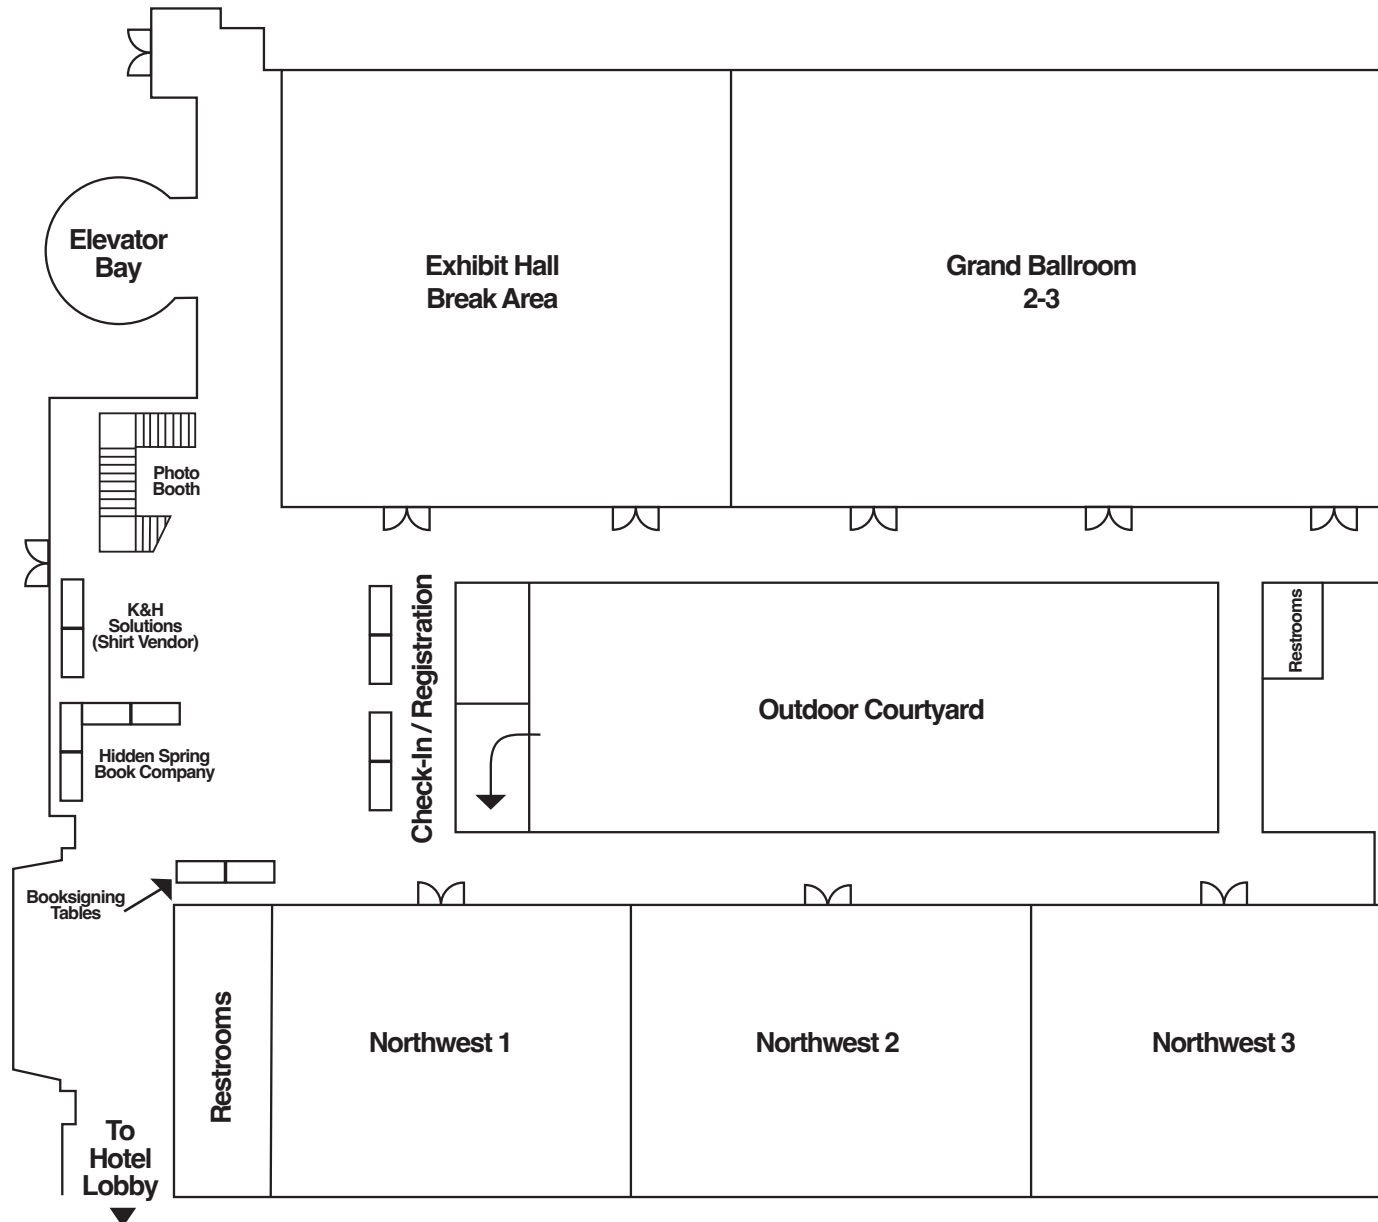 Elevator
Bay
Exhibit Hall
Break Area
Grand Ballroom
2-3
Photo
Booth
K&H
Solutions
(Shirt Vendor)
Check-In / Registration
Restrooms
Outdoor Courtyard
Hidden Spring
Book Company
Booksigning
Tables
Restrooms
Northwest 1
Northwest 2
Northwest 3
To
Hotel
Lobby